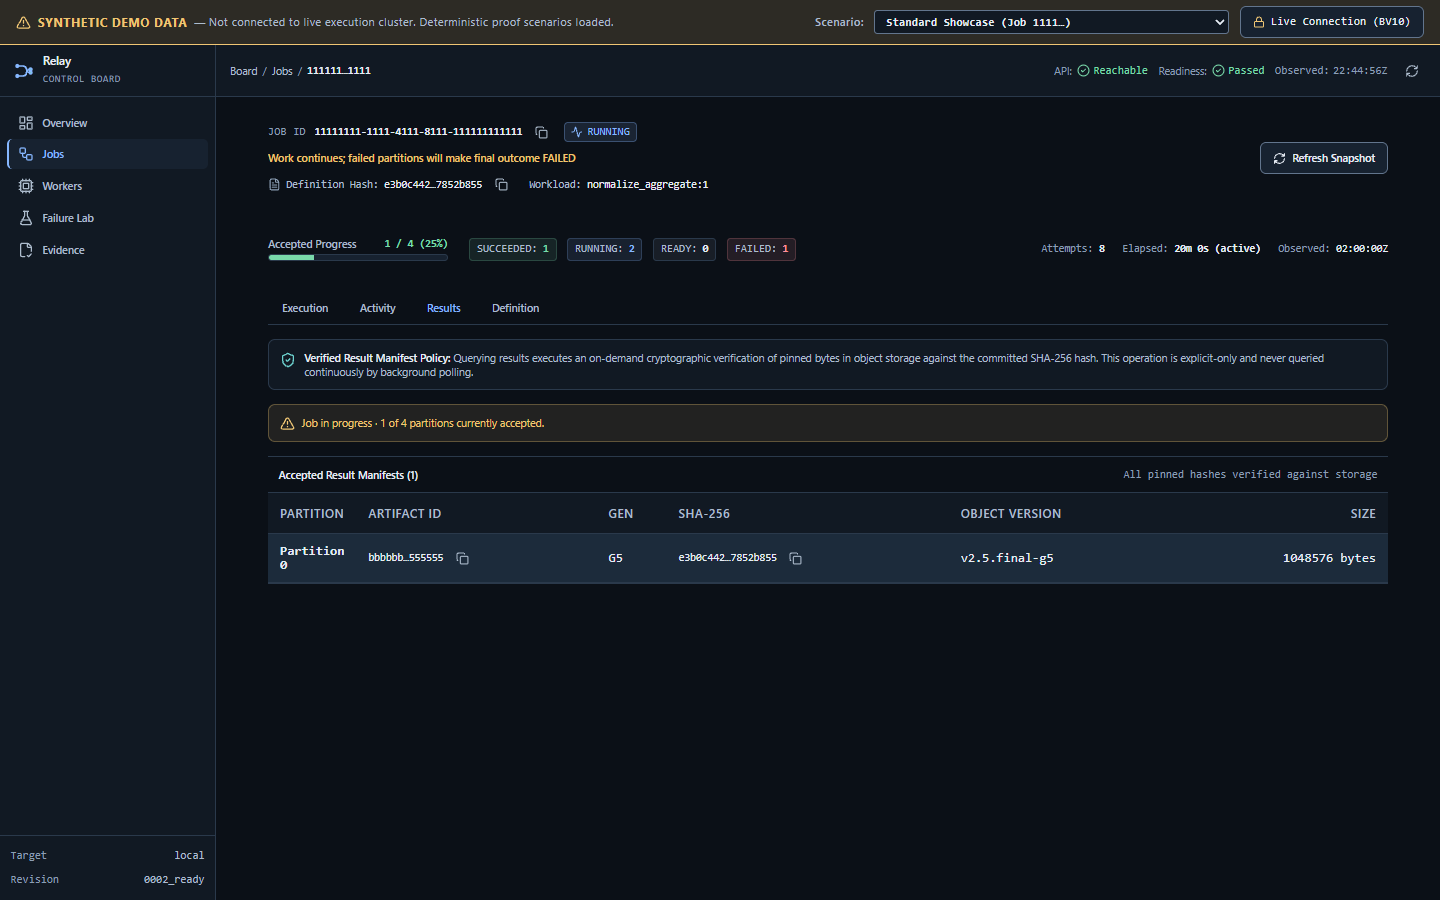 SYNTHETIC DEMO DATA — Not connected to live execution cluster. Deterministic proof scenarios loaded.
Scenario: Standard Showcase (Job 1111…) Live Connection (BV10)
Relay
CONTROL BOARD
Board / Jobs / 111111…1111
API: Reachable Readiness: Passed Observed: 22:44:56Z
Overview
Jobs
Workers
Failure Lab
Evidence
JOB ID 11111111-1111-4111-8111-111111111111 RUNNING
Work continues; failed partitions will make final outcome FAILED
Definition Hash: e3b0c442…7852b855 Workload: normalize_aggregate:1
Refresh Snapshot
Accepted Progress 1 / 4 (25%)
SUCCEEDED: 1 RUNNING: 2 READY: 0 FAILED: 1
Attempts: 8 Elapsed: 20m 0s (active) Observed: 02:00:00Z
Execution Activity Results Definition
Verified Result Manifest Policy: Querying results executes an on-demand cryptographic verification of pinned bytes in object storage against the committed SHA-256 hash. This operation is explicit-only and never queried
continuously by background polling.
Job in progress · 1 of 4 partitions currently accepted.
Accepted Result Manifests (1) All pinned hashes verified against storage
PARTITION ARTIFACT ID GEN SHA-256 OBJECT VERSION SIZE
Partition
0
bbbbbb…555555 G5 e3b0c442…7852b855 v2.5.final-g5 1048576 bytes
Target local
Revision 0002_ready